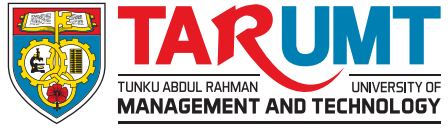 TARUMT
TUNKU ABDUL RAHMAN UNIVERSITY OF
MANAGEMENT AND TECHNOLOGY